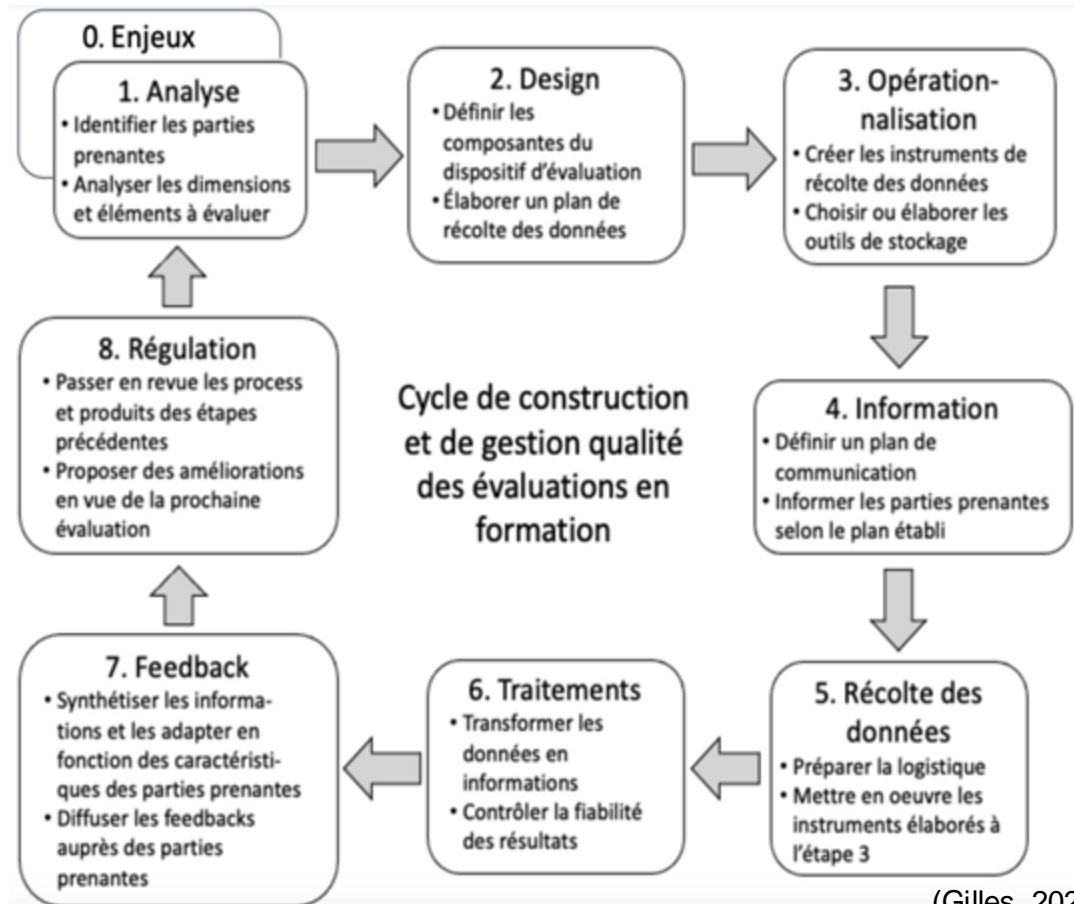 0. Enjeux
1. Analyse
• Identifier les parties
prenantes
• Analyser les dimensions
et éléments à évaluer
2. Design
• Définir les
composantes du
dispositif d'évaluation
• Élaborer un plan de
récolte des données
3. Opération-
nalisation
• Créer les instruments de
récolte des données
• Choisir ou élaborer les
outils de stockage
4. Information
• Définir un plan de
communication
• Informer les parties prenantes
selon le plan établi
5. Récolte des
données
• Préparer la logistique
• Mettre en oeuvre les
instruments élaborés à
l'étape 3
6. Traitements
• Transformer les
données en
informations
• Contrôler la fiabilité
des résultats
7. Feedback
• Synthétiser les informa-
tions et les adapter en
fonction des caractéristi-
ques des parties prenantes
• Diffuser les feedbacks
auprès des parties
prenantes
8. Régulation
• Passer en revue les process
et produits des étapes
précédentes
• Proposer des améliorations
en vue de la prochaine
évaluation
Cycle de construction
et de gestion qualité
des évaluations en
formation
(Gilles,